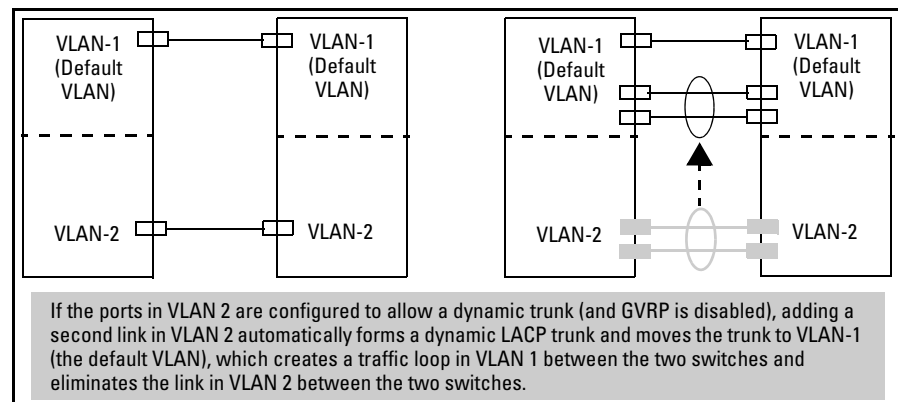 VLAN-1
(Default
VLAN)
VLAN-1
(Default
VLAN)
VLAN-2
VLAN-2
VLAN-1
(Default
VLAN)
VLAN-1
(Default
VLAN)
VLAN-2
VLAN-2
If the ports in VLAN 2 are configured to allow a dynamic trunk (and GVRP is disabled), adding a
second link in VLAN 2 automatically forms a dynamic LACP trunk and moves the trunk to VLAN-1
(the default VLAN), which creates a traffic loop in VLAN 1 between the two switches and
eliminates the link in VLAN 2 between the two switches.